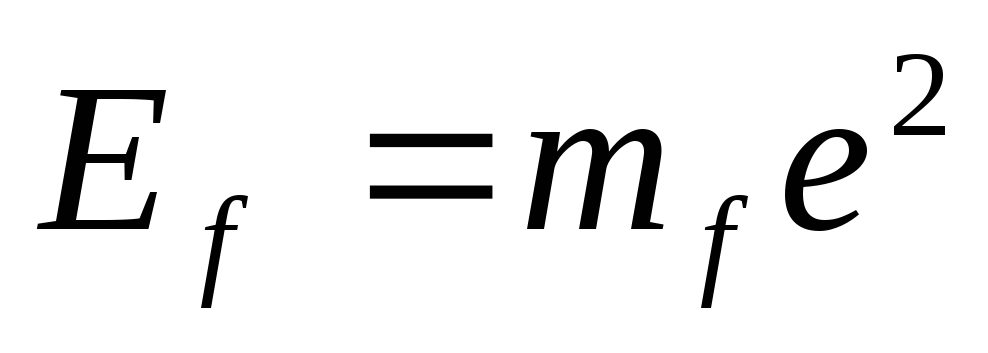 E_f = m_f e^2